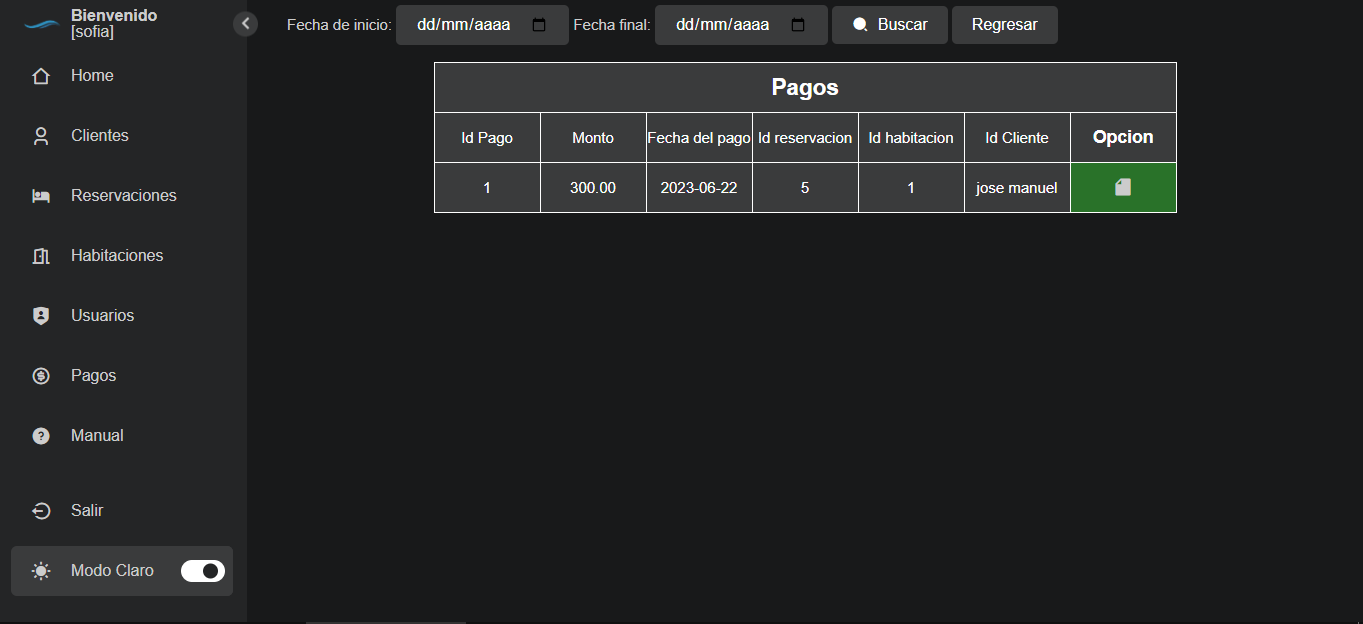 Bienvenido
[sofia]
Home
Clientes
Reservaciones
Habitaciones
Usuarios
Pagos
Manual
Salir
Modo Claro
Fecha de inicio: dd/mm/aaaa Fecha final: dd/mm/aaaa Buscar Regresar
Pagos
Id Pago Monto Fecha del pago Id reservacion Id habitacion Id Cliente Opcion
1 300.00 2023-06-22 5 1 jose manuel